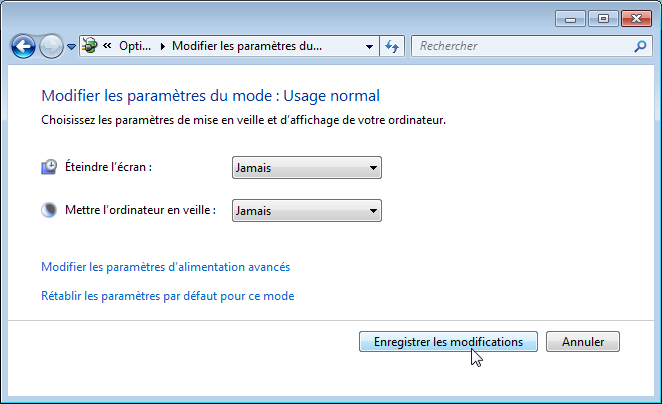 « Opti... ▸ Modifier les paramètres du...
Rechercher
Modifier les paramètres du mode : Usage normal
Choisissez les paramètres de mise en veille et d'affichage de votre ordinateur.
Éteindre l'écran : Jamais
Mettre l'ordinateur en veille : Jamais
Modifier les paramètres d'alimentation avancés
Rétablir les paramètres par défaut pour ce mode
Enregistrer les modifications Annuler